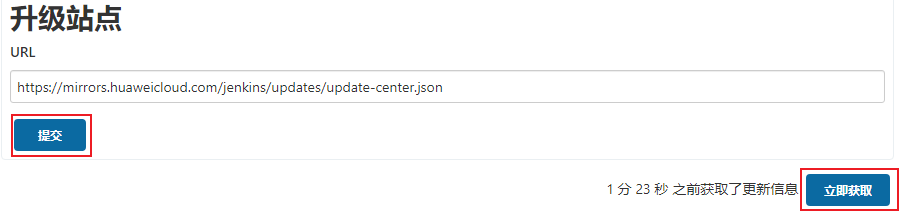 升级站点
URL
https://mirrors.huaweicloud.com/jenkins/updates/update-center.json
提交
1 分 23 秒 之前获取了更新信息 立即获取